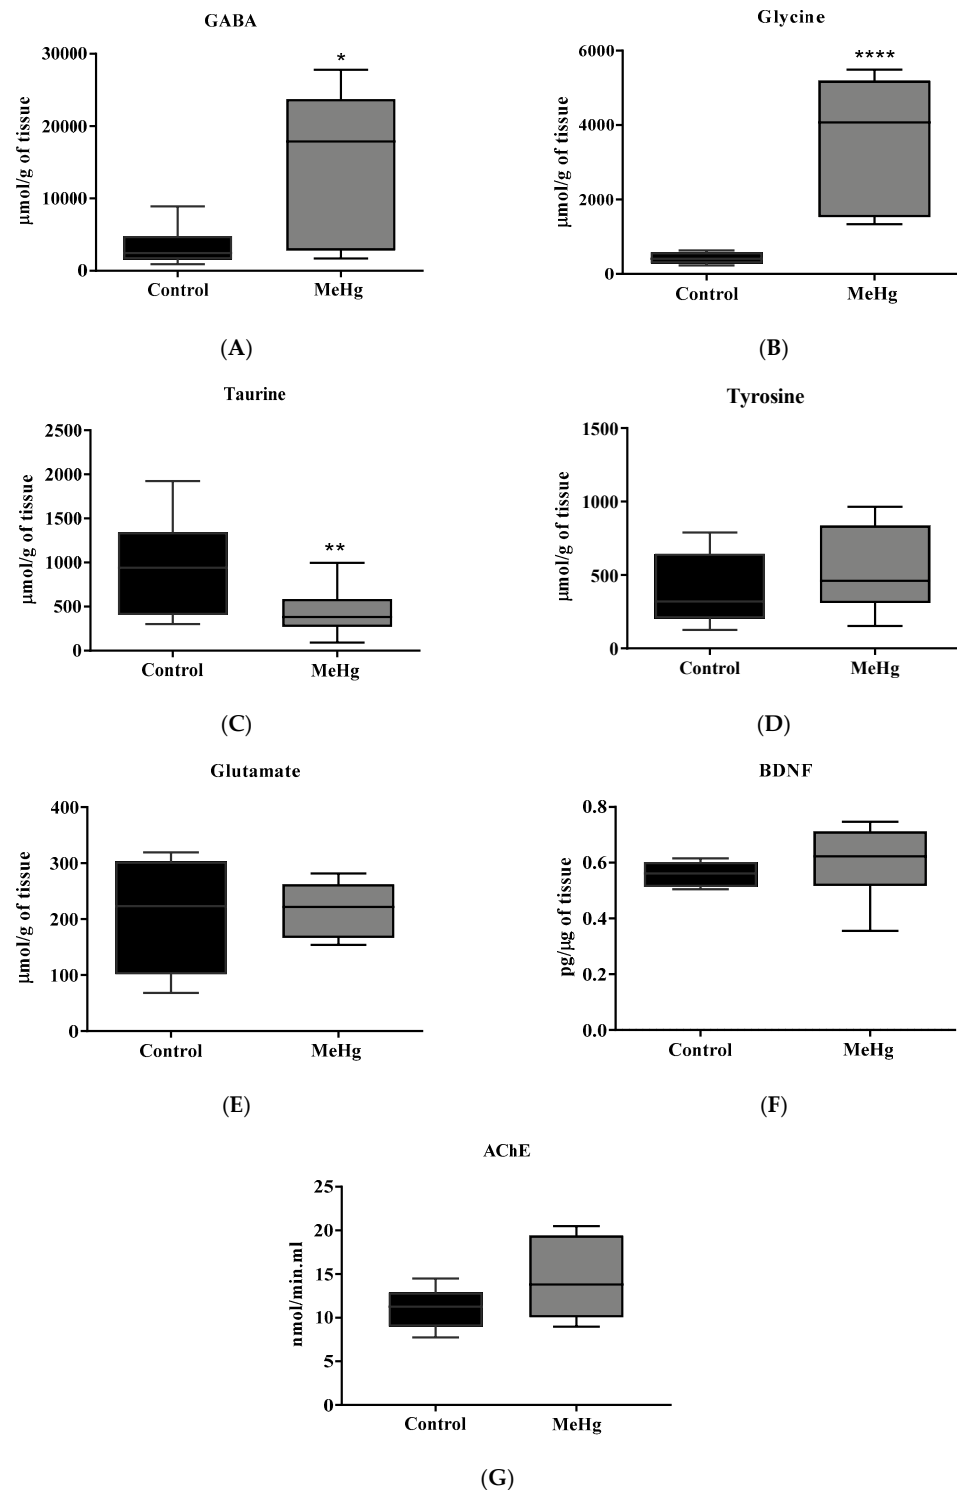 GABA
30000
20000
10000
0
μmol/g of tissue
*
Control
MeHg
(A)
Glycine
6000
4000
2000
0
μmol/g of tissue
****
Control
MeHg
(B)
Taurine
2500
2000
1500
1000
500
0
μmol/g of tissue
**
Control
MeHg
(C)
Tyrosine
1500
1000
500
0
μmol/g of tissue
Control
MeHg
(D)
Glutamate
400
300
200
100
0
μmol/g of tissue
Control
MeHg
(E)
BDNF
0.8
0.6
0.4
0.2
0.0
pg/μg of tissue
Control
MeHg
(F)
AChE
25
20
15
10
5
0
nmol/min.ml
Control
MeHg
(G)